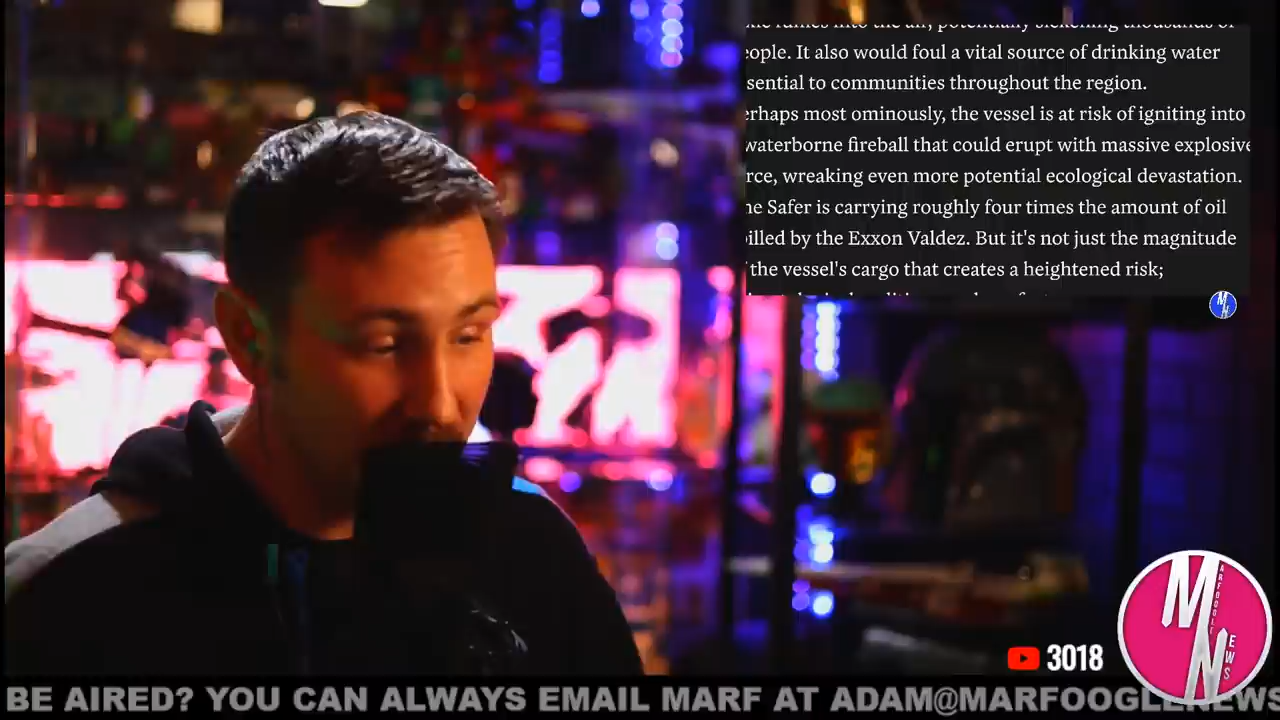 people. It also would foul a vital source of drinking water
sential to communities throughout the region.
erhaps most ominously, the vessel is at risk of igniting into
waterborne fireball that could erupt with massive explosive
rce, wreaking even more potential ecological devastation.
he Safer is carrying roughly four times the amount of oil
pilled by the Exxon Valdez. But it's not just the magnitude
the vessel's cargo that creates a heightened risk;
MN
3018
MARFOOGLE NEWS
BE AIRED? YOU CAN ALWAYS EMAIL MARF AT ADAM@MARFOOGLENEWS